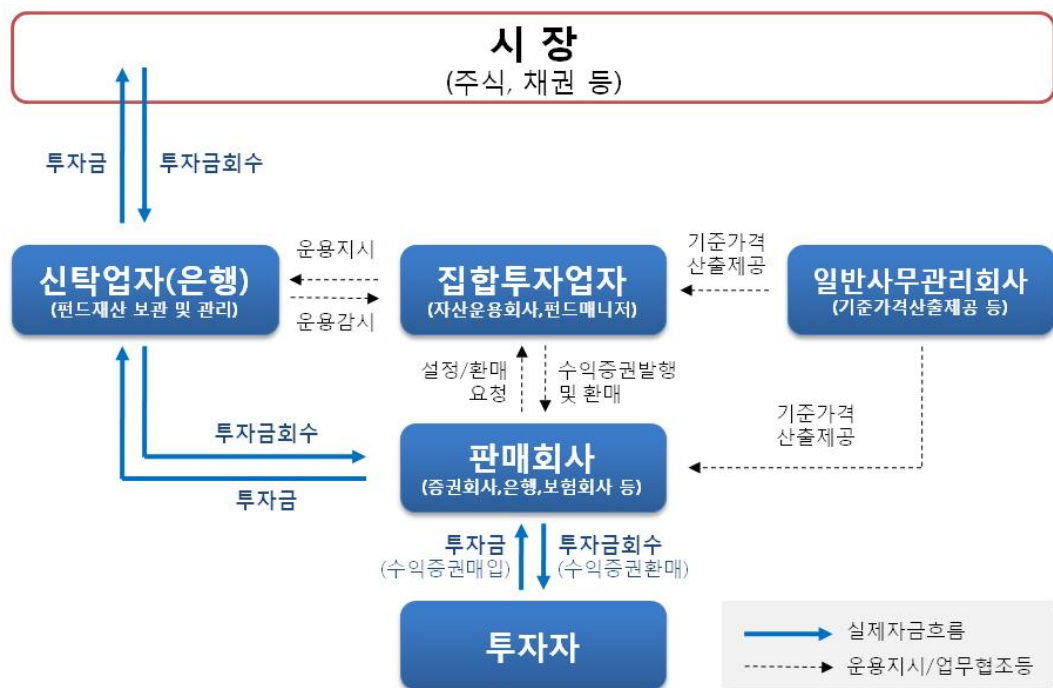 시 장
(주식, 채권 등)
투자금
투자금회수
신탁업자(은행)
(펀드재산 보관 및 관리)
운용지시
운용감시
집합투자업자
(자산운용회사,펀드매니저)
기준가격
산출제공
일반사무관리회사
(기준가격산출제공 등)
설정/환매
요청
수익증권발행
및 환매
기준가격
산출제공
투자금회수
투자금
판매회사
(증권회사,은행,보험회사 등)
투자금
(수익증권매입)
투자금회수
(수익증권환매)
투자자
실제자금흐름
운용지시/업무협조등